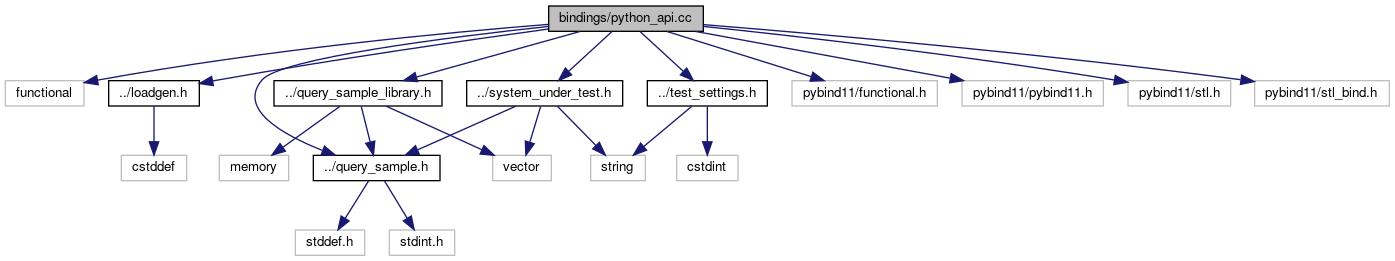 bindings/python_api.cc
functional
../loadgen.h
../query_sample_library.h
../system_under_test.h
../test_settings.h
pybind11/functional.h
pybind11/pybind11.h
pybind11/stl.h
pybind11/stl_bind.h
cstddef
memory
../query_sample.h
vector
string
cstdint
stddef.h
stdint.h